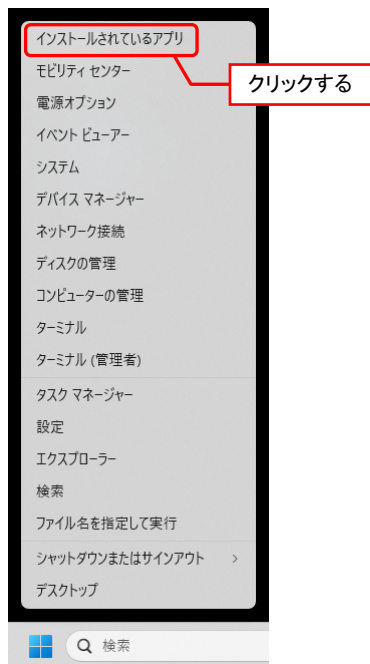 インストールされているアプリ
モビリティ センター
クリックする
電源オプション
イベント ビューアー
システム
デバイス マネージャー
ネットワーク接続
ディスクの管理
コンピューターの管理
ターミナル
ターミナル (管理者)
タスク マネージャー
設定
エクスプローラー
検索
ファイル名を指定して実行
シャットダウンまたはサインアウト >
デスクトップ
検索